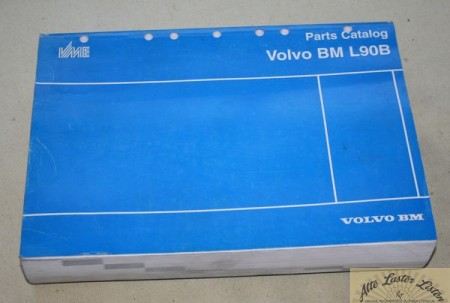 VME
Parts Catalog
Volvo BM L90B
VOLVO BM
Alte Laster Listen